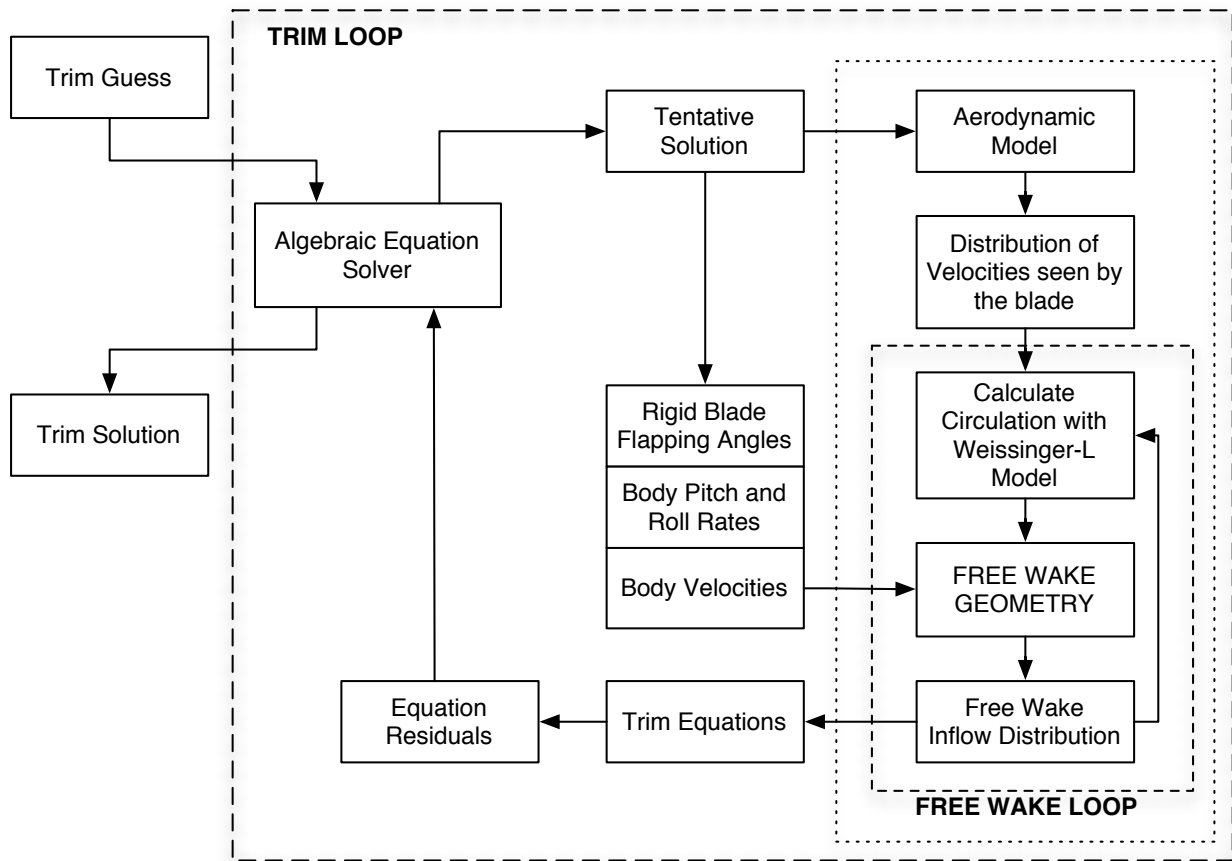 TRIM LOOP
Trim Guess
Tentative
Solution
Aerodynamic
Model
Algebraic Equation
Solver
Distribution of
Velocities seen by
the blade
Trim Solution
Rigid Blade
Flapping Angles
Body Pitch and
Roll Rates
Body Velocities
Calculate
Circulation with
Weissinger-L
Model
FREE WAKE
GEOMETRY
Equation
Residuals
Trim Equations
Free Wake
Inflow Distribution
FREE WAKE LOOP